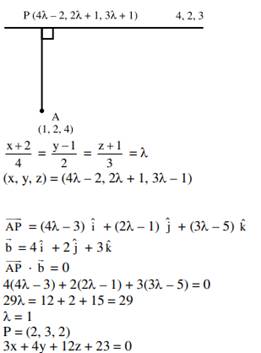 P (4λ – 2, 2λ + 1, 3λ + 1) 4, 2, 3
A
(1, 2, 4)
x+2/4 = y–1/2 = z+1/3 = λ
(x, y, z) = (4λ – 2, 2λ + 1, 3λ – 1)
AP = (4λ – 3) î + (2λ – 1) ĵ + (3λ – 5) k̂
b = 4î + 2ĵ + 3k̂
AP · b = 0
4(4λ – 3) + 2(2λ – 1) + 3(3λ – 5) = 0
29λ = 12 + 2 + 15 = 29
λ = 1
P = (2, 3, 2)
3x + 4y + 12z + 23 = 0